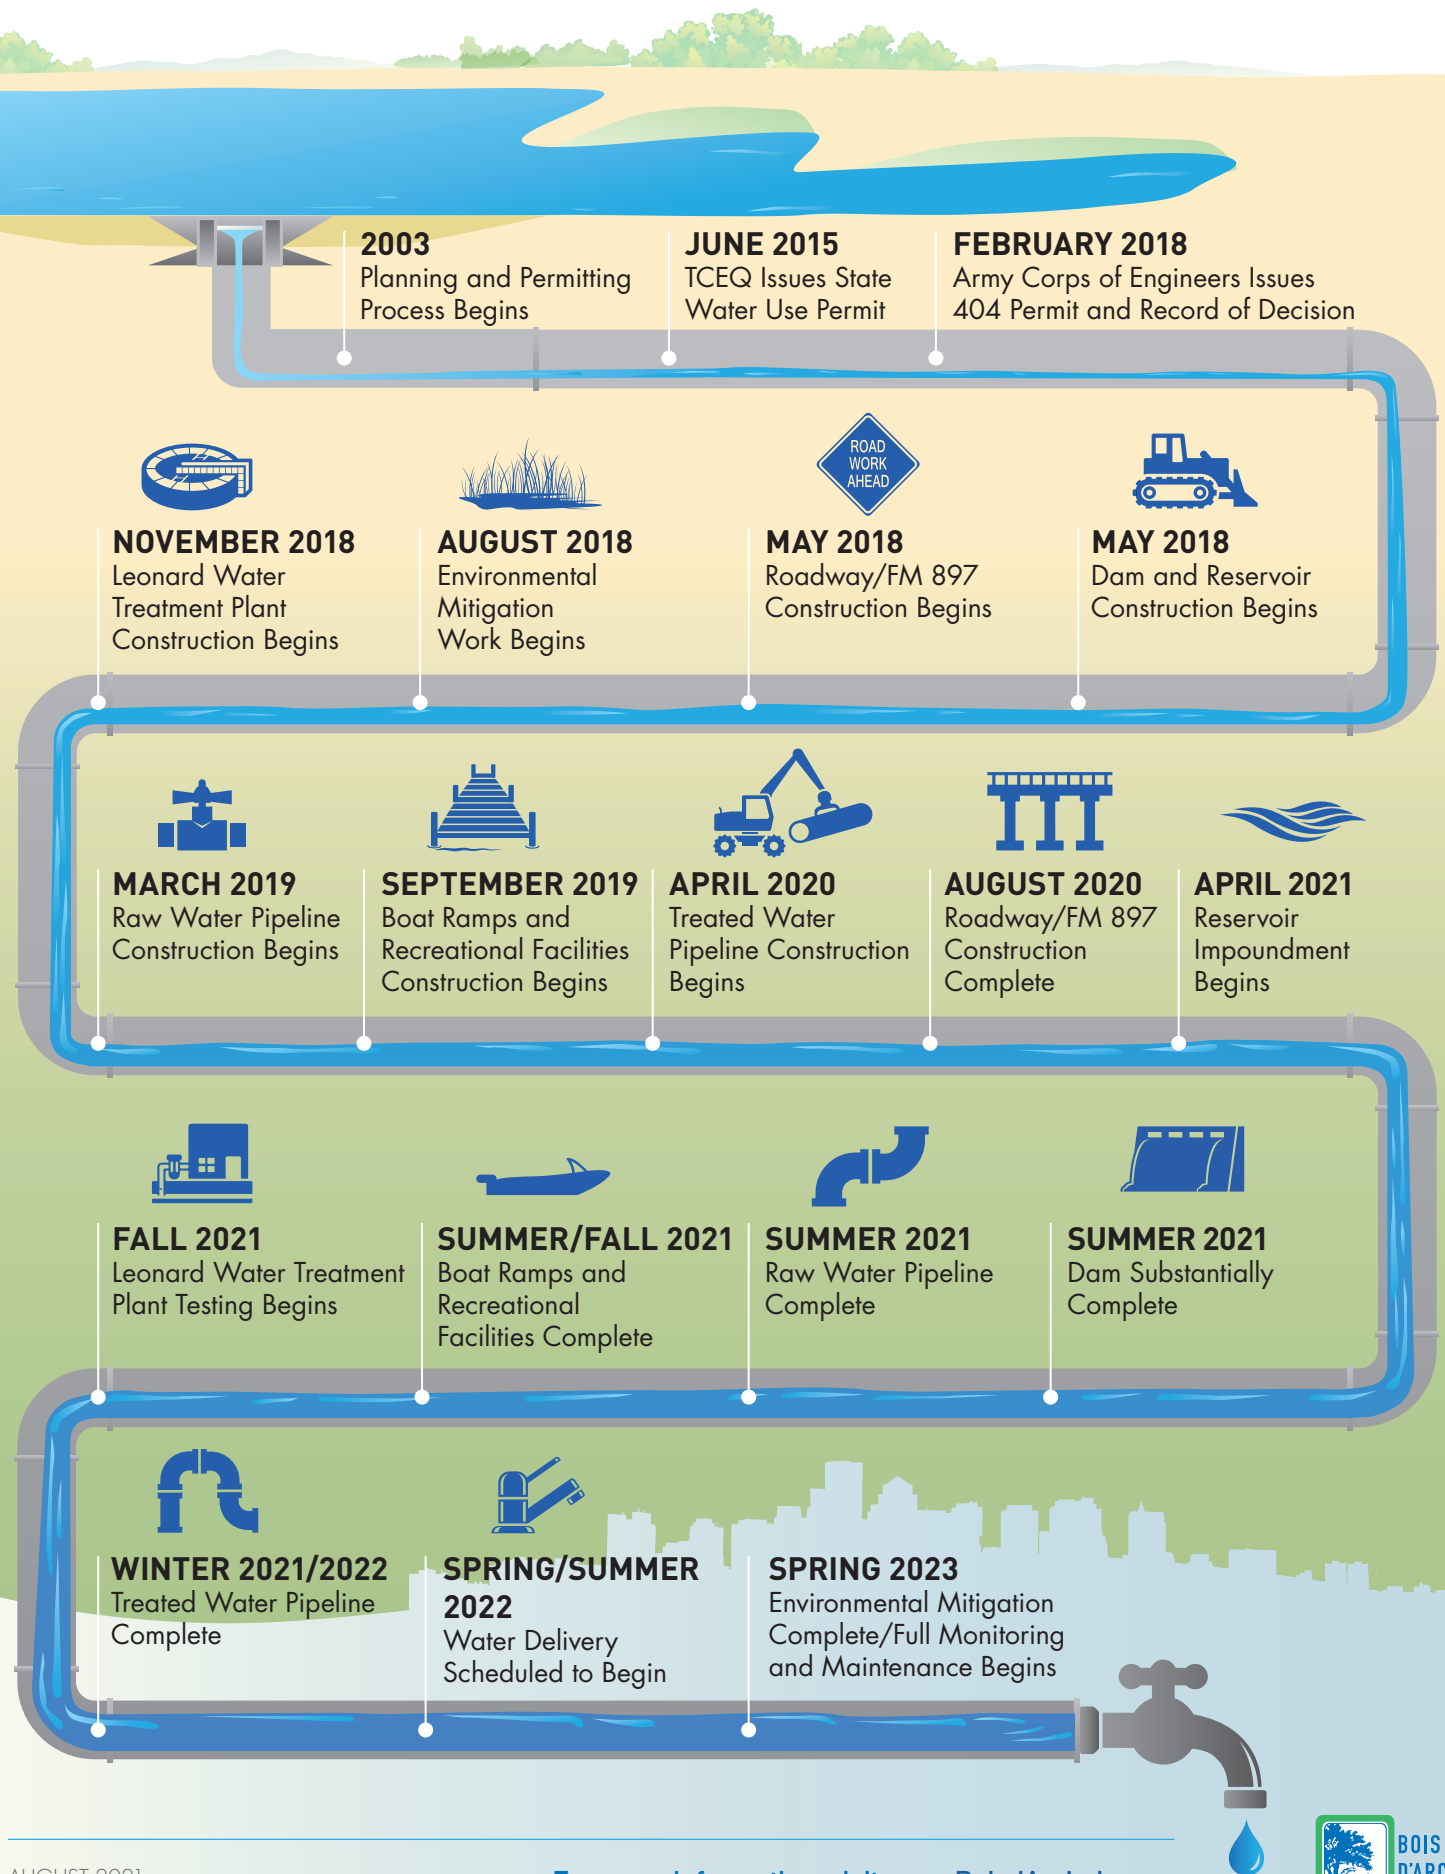 2003
Planning and Permitting
Process Begins
JUNE 2015
TCEQ Issues State
Water Use Permit
FEBRUARY 2018
Army Corps of Engineers Issues
404 Permit and Record of Decision
ROAD
WORK
AHEAD
NOVEMBER 2018
Leonard Water
Treatment Plant
Construction Begins
AUGUST 2018
Environmental
Mitigation
Work Begins
MAY 2018
Roadway/FM 897
Construction Begins
MAY 2018
Dam and Reservoir
Construction Begins
MARCH 2019
Raw Water Pipeline
Construction Begins
SEPTEMBER 2019
Boat Ramps and
Recreational Facilities
Construction Begins
APRIL 2020
Treated Water
Pipeline Construction
Begins
AUGUST 2020
Roadway/FM 897
Construction
Complete
APRIL 2021
Reservoir
Impoundment
Begins
FALL 2021
Leonard Water Treatment
Plant Testing Begins
SUMMER/FALL 2021
Boat Ramps and
Recreational
Facilities Complete
SUMMER 2021
Raw Water Pipeline
Complete
SUMMER 2021
Dam Substantially
Complete
WINTER 2021/2022
Treated Water Pipeline
Complete
SPRING/SUMMER
2022
Water Delivery
Scheduled to Begin
SPRING 2023
Environmental Mitigation
Complete/Full Monitoring
and Maintenance Begins
BOIS
AUGUST 2021